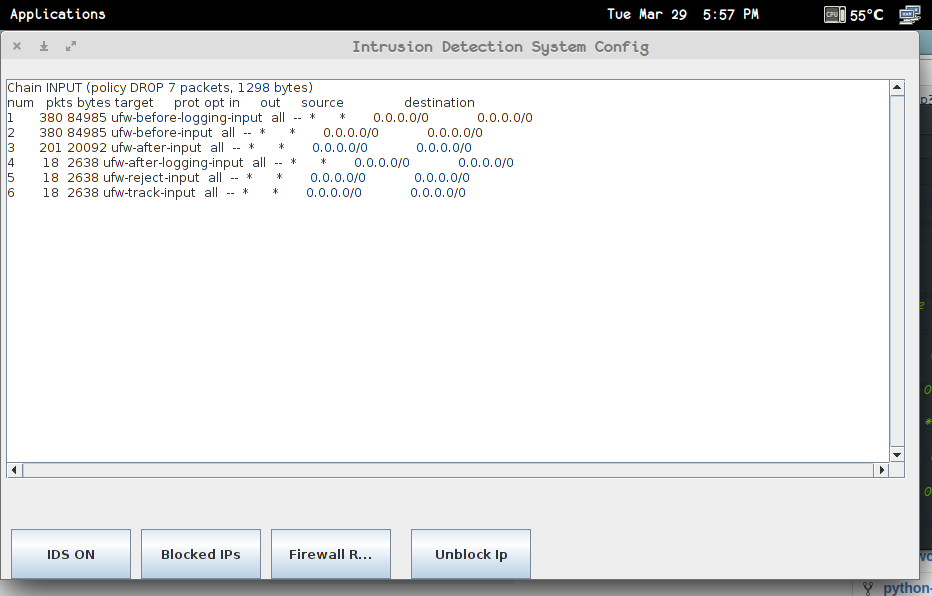 Applications
Tue Mar 29 5:57 PM
CPU 55°C
Intrusion Detection System Config
Chain INPUT (policy DROP 7 packets, 1298 bytes)
num pkts bytes target prot opt in out source destination
1 380 84985 ufw-before-logging-input all -- * * 0.0.0.0/0 0.0.0.0/0
2 380 84985 ufw-before-input all -- * * 0.0.0.0/0 0.0.0.0/0
3 201 20092 ufw-after-input all -- * * 0.0.0.0/0 0.0.0.0/0
4 18 2638 ufw-after-logging-input all -- * * 0.0.0.0/0 0.0.0.0/0
5 18 2638 ufw-reject-input all -- * * 0.0.0.0/0 0.0.0.0/0
6 18 2638 ufw-track-input all -- * * 0.0.0.0/0 0.0.0.0/0
IDS ON
Blocked IPs
Firewall R...
Unblock Ip
python-